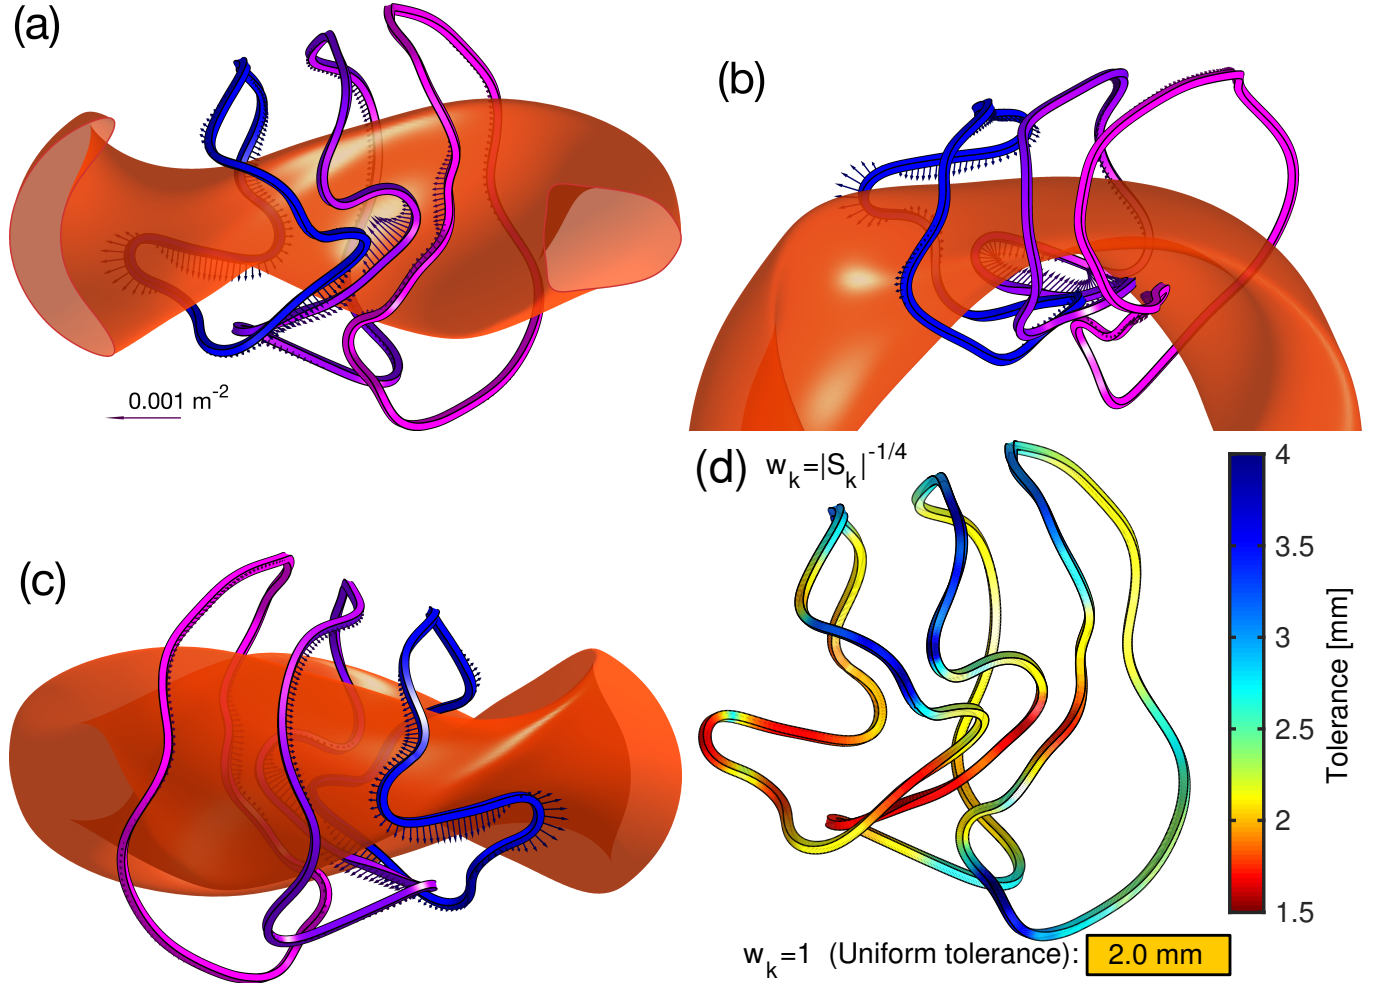 (a)
(b)
0.001 m-2
(c)
(d) wk=|Sk|-1/4
4
3.5
3
2.5
2
1.5
Tolerance [mm]
wk=1 (Uniform tolerance): 2.0 mm